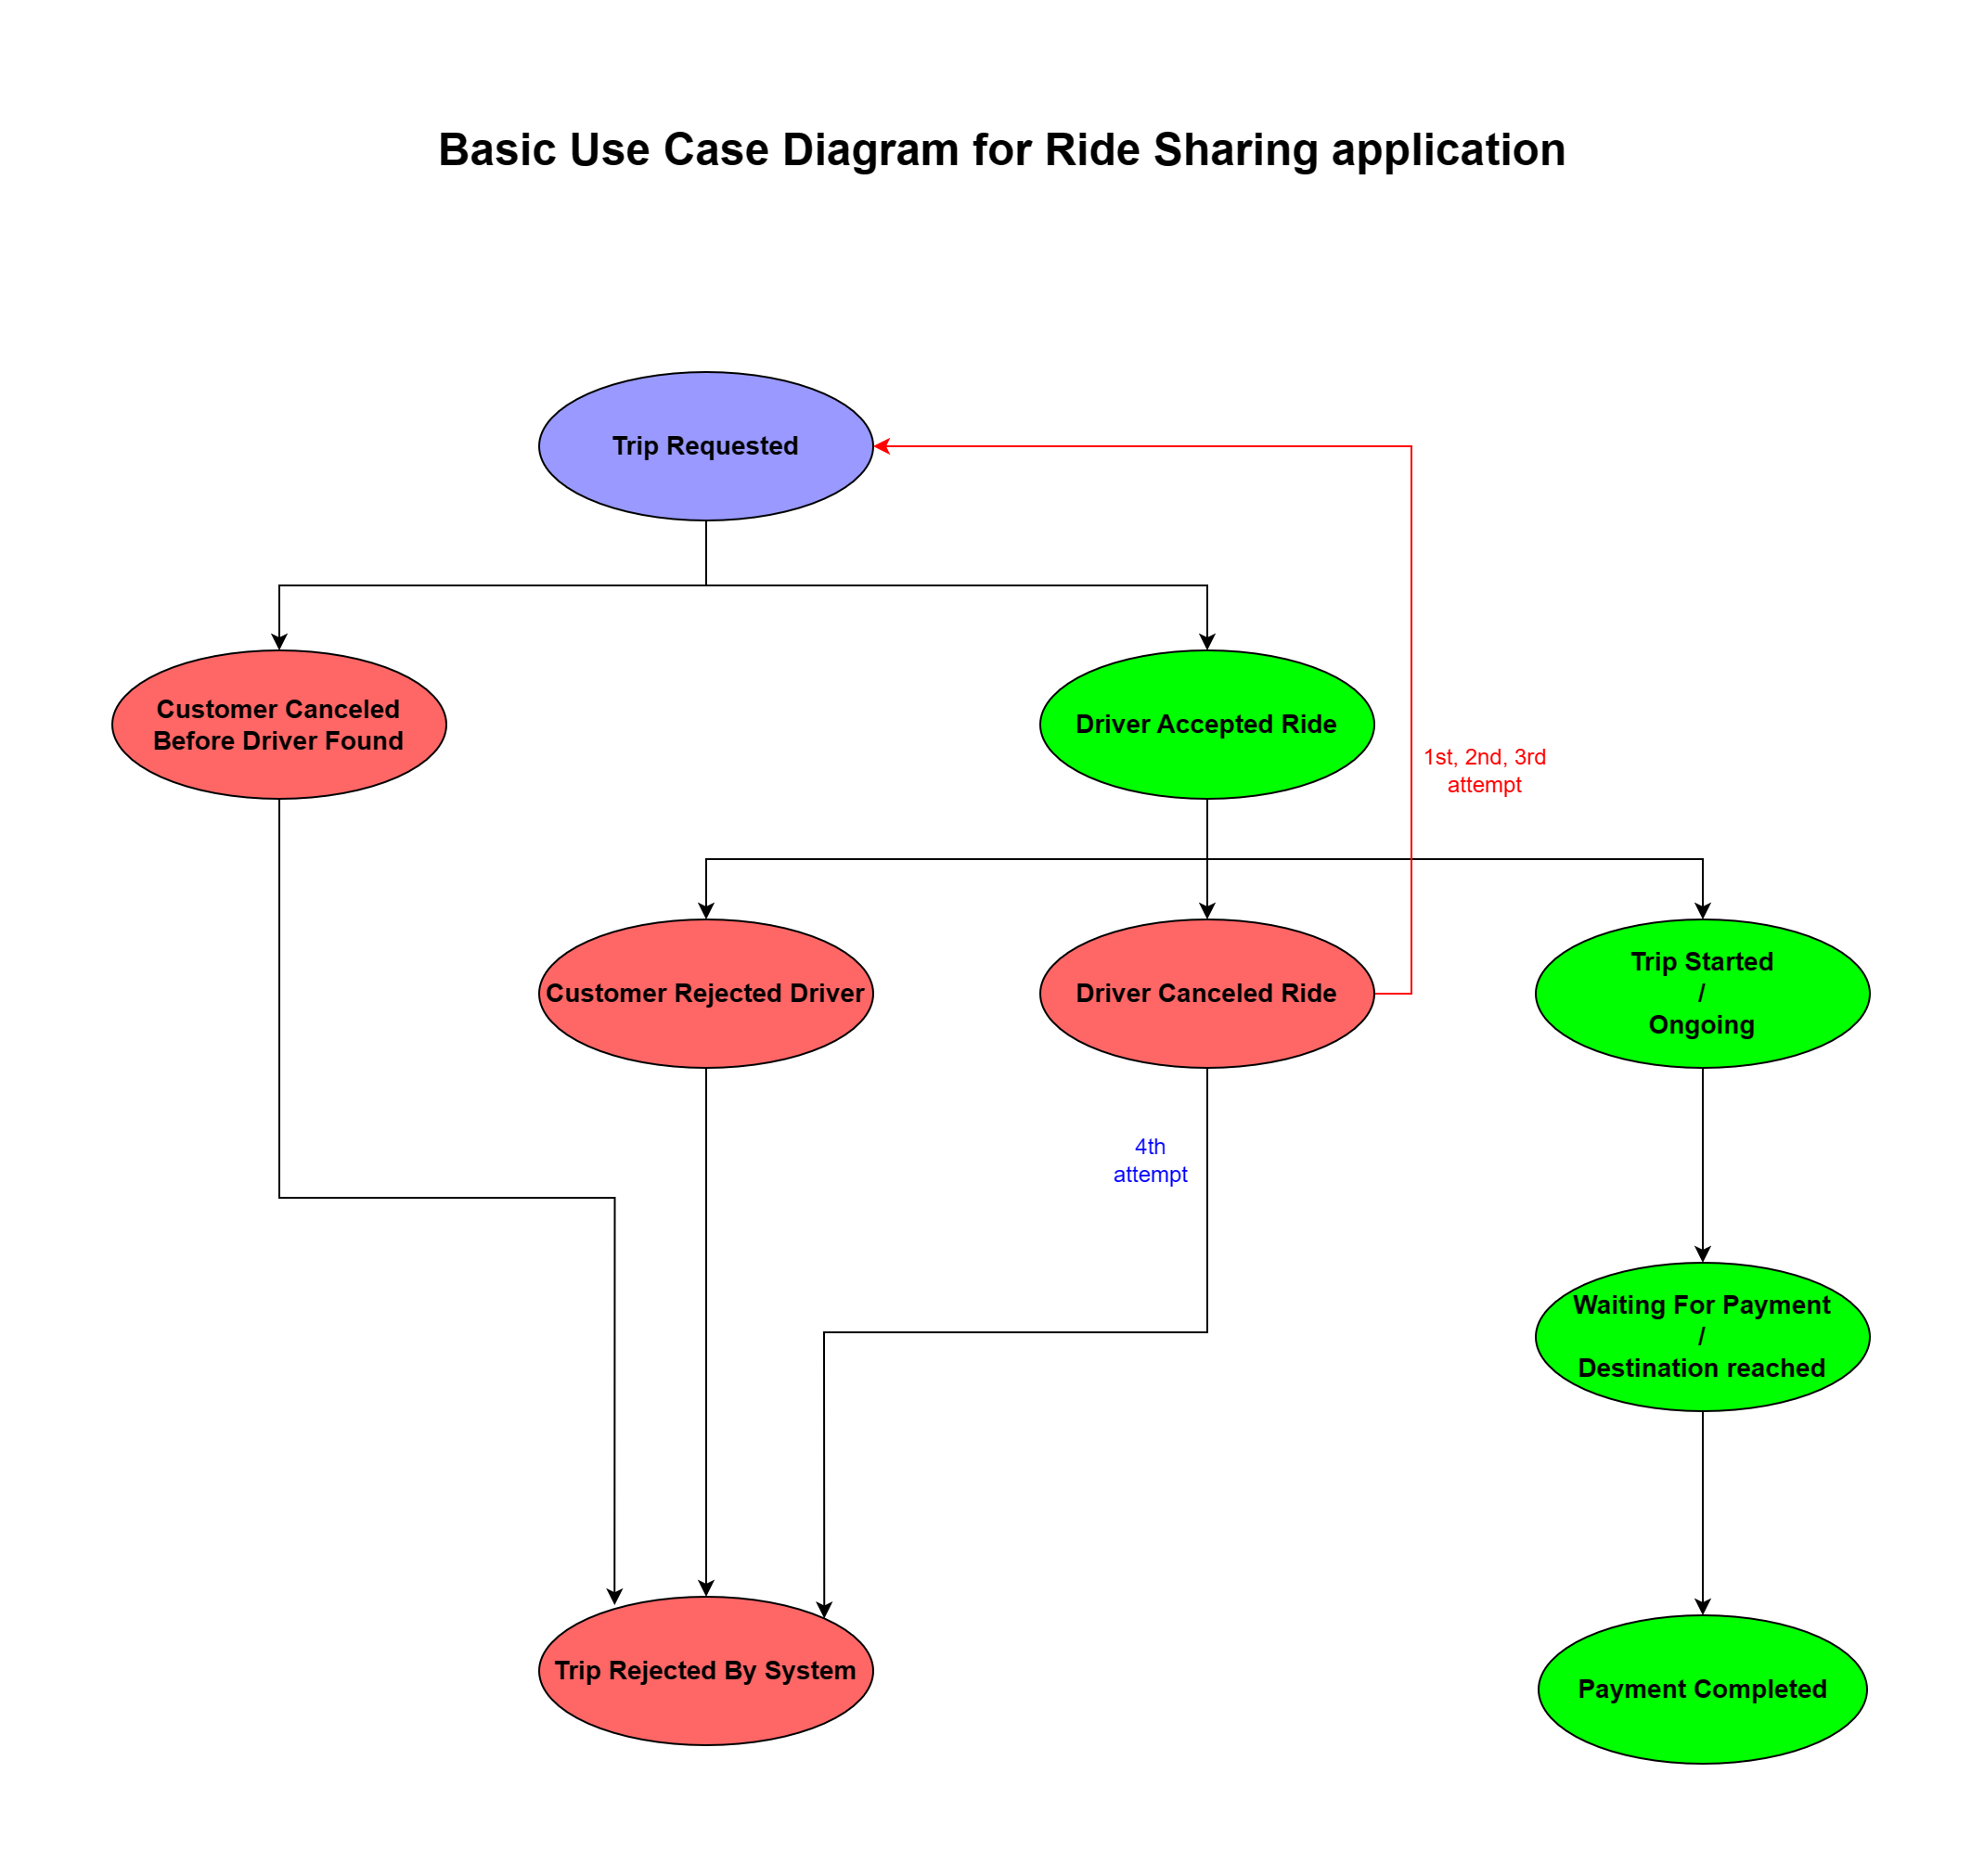 Basic Use Case Diagram for Ride Sharing application
Trip Requested
Customer Canceled
Before Driver Found
Driver Accepted Ride
1st, 2nd, 3rd
attempt
Customer Rejected Driver
Driver Canceled Ride
Trip Started
/
Ongoing
4th
attempt
Waiting For Payment
/
Destination reached
Trip Rejected By System
Payment Completed